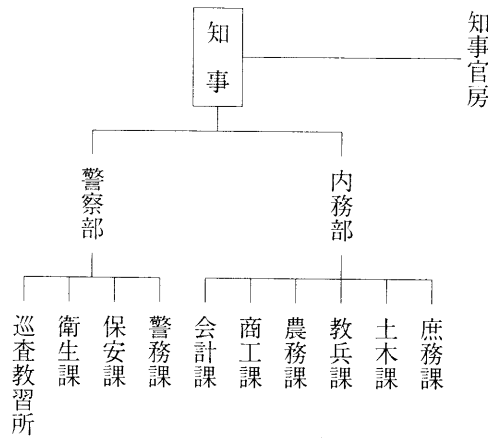 知事
知事官房
内務部
警察部
庶務課
土木課
教兵課
農務課
商工課
会計課
警務課
保安課
衛生課
巡査教習所